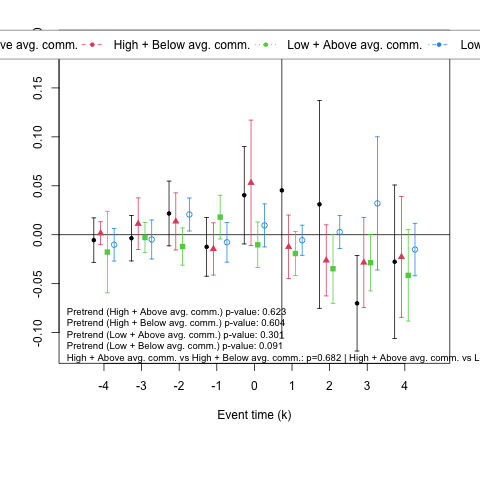 ve avg. comm. High + Below avg. comm. Low + Above avg. comm. Low
0.15
0.10
0.05
0.00
-0.05
-0.10
Pretrend (High + Above avg. comm.) p-value: 0.623
Pretrend (High + Below avg. comm.) p-value: 0.604
Pretrend (Low + Above avg. comm.) p-value: 0.301
Pretrend (Low + Below avg. comm.) p-value: 0.091
High + Above avg. comm. vs High + Below avg. comm.: p=0.682 | High + Above avg. comm. vs L
-4 -3 -2 -1 0 1 2 3 4
Event time (k)